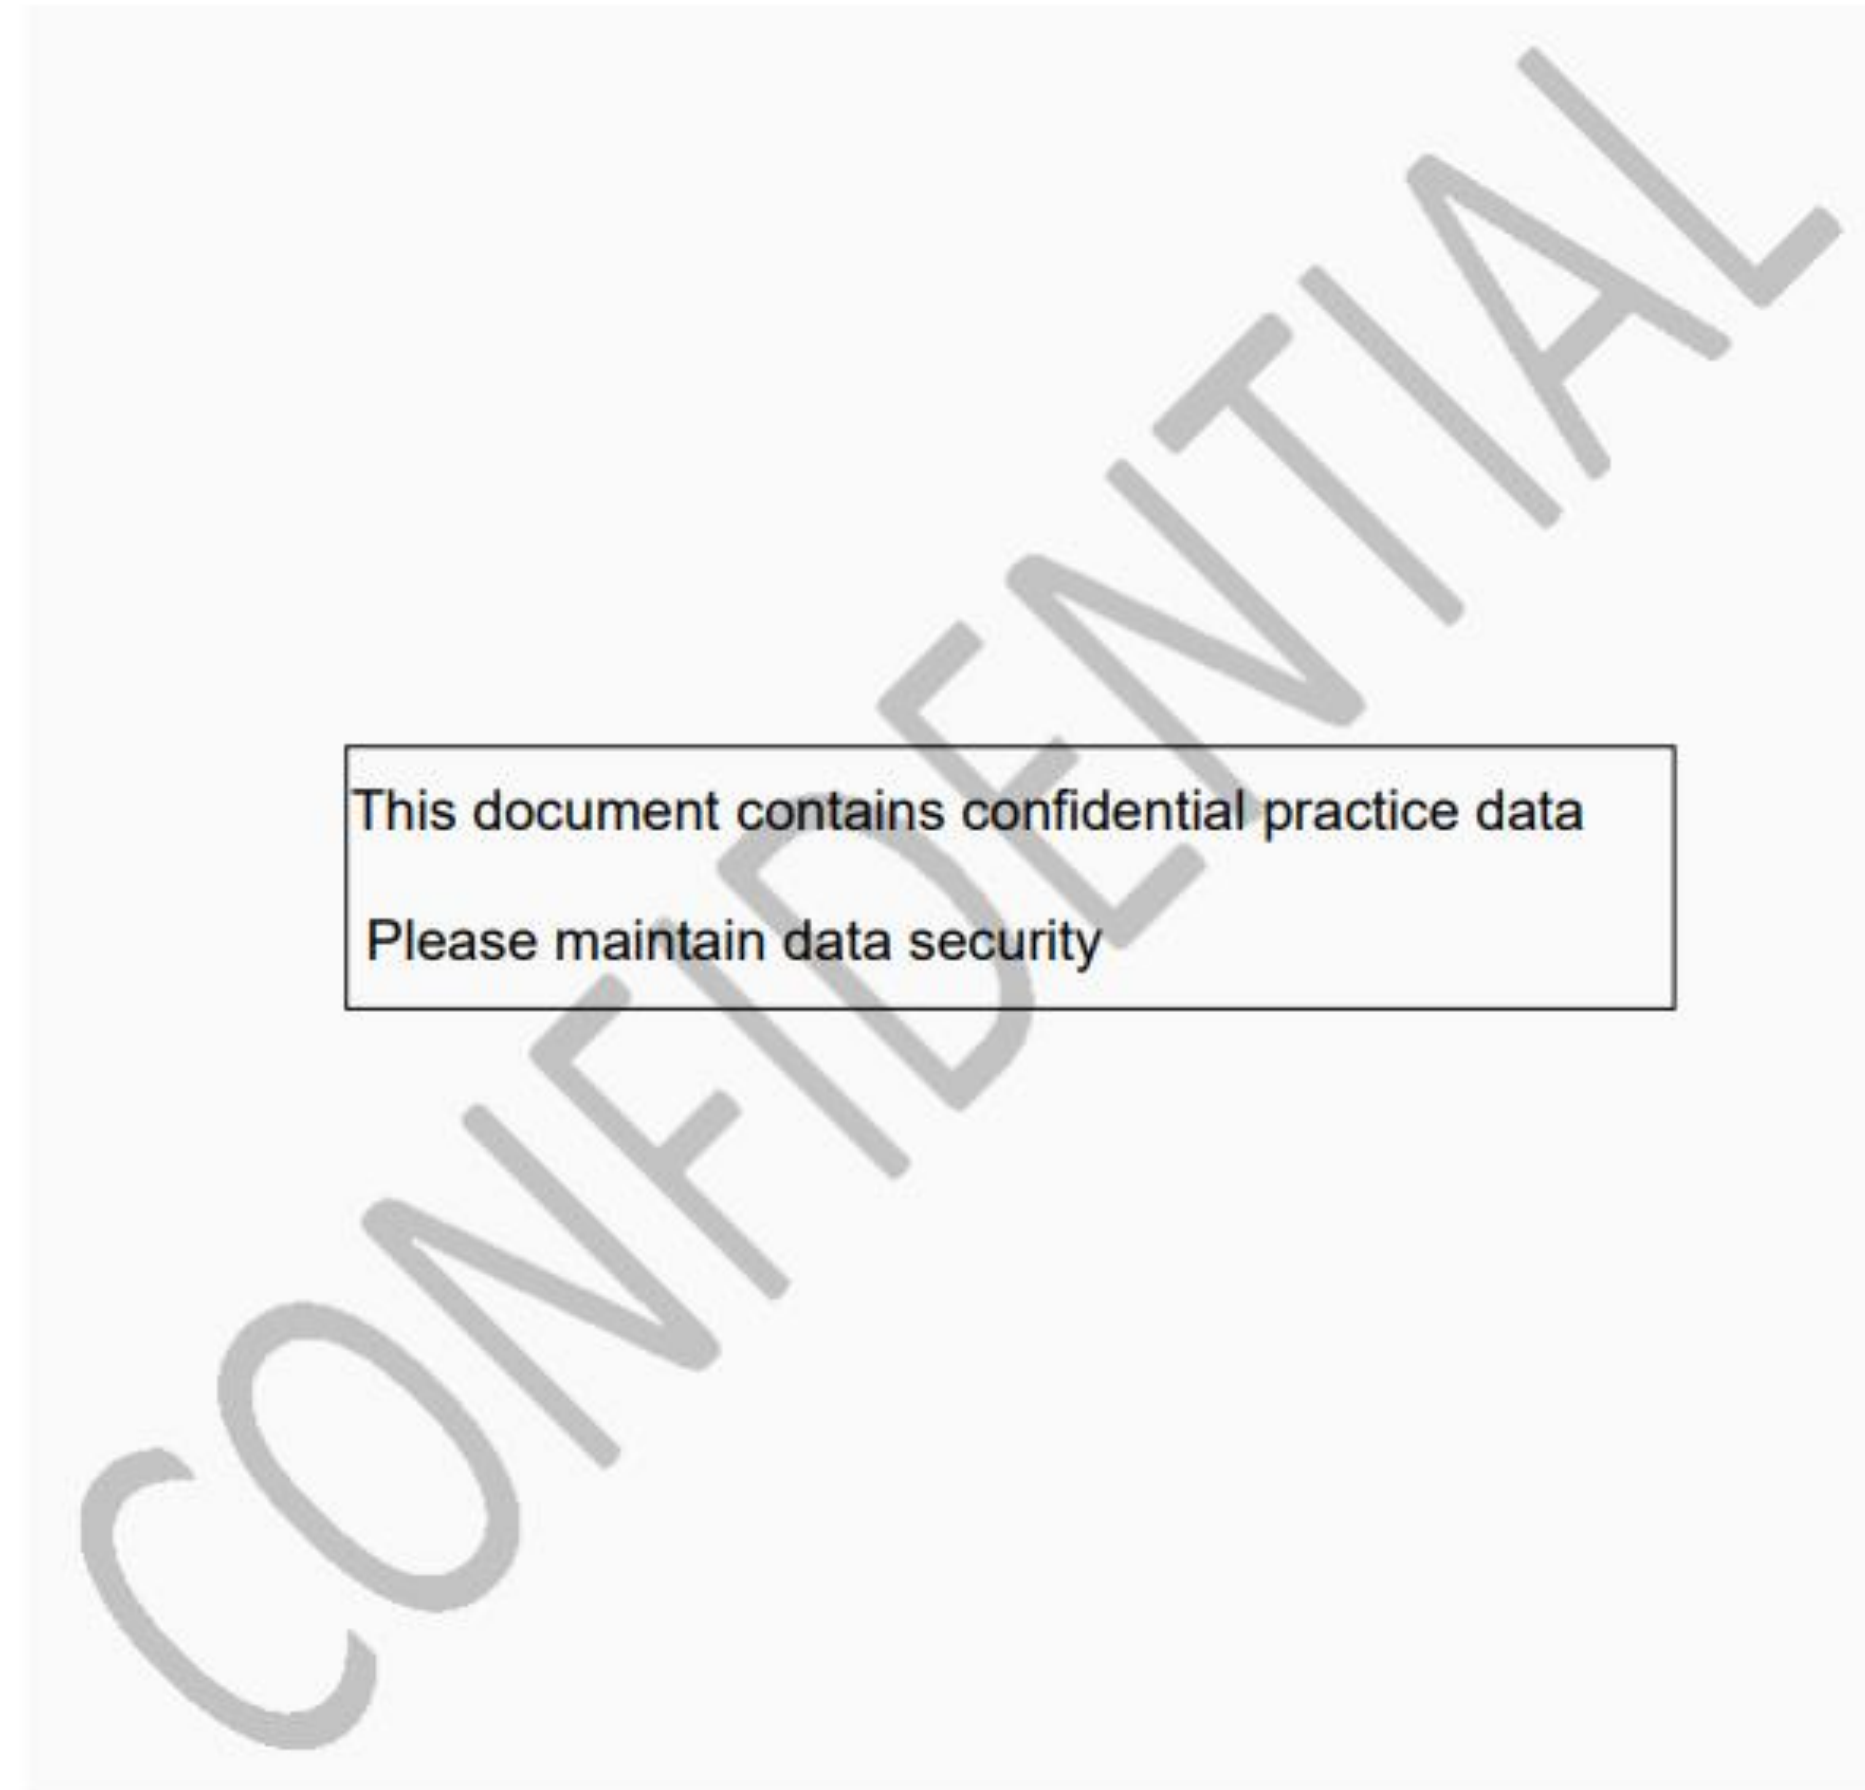 This document contains confidential practice data
Please maintain data security
CONFIDENTIAL